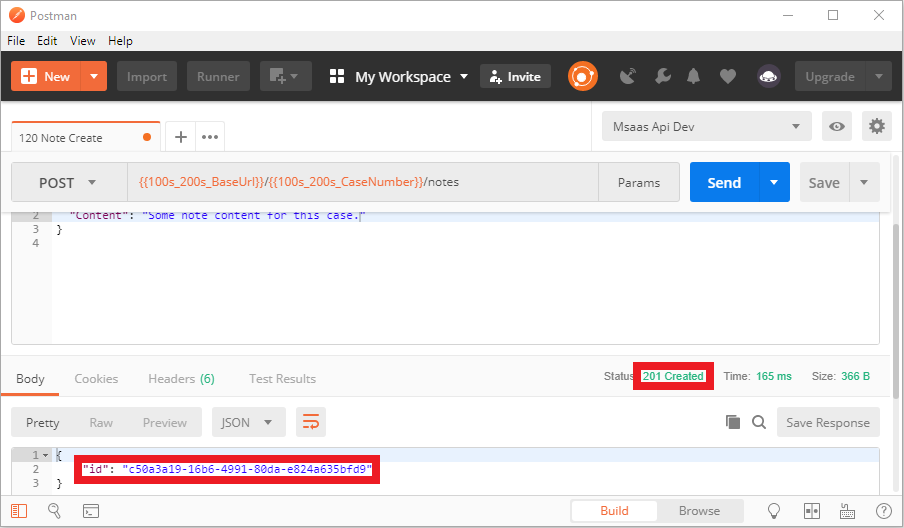 Postman
File Edit View Help
New Import Runner My Workspace Invite Upgrade
120 Note Create
Msaas Api Dev
POST {{100s_200s_BaseUrl}}/{{100s_200s_CaseNumber}}/notes Params Send Save
2 "Content": "Some note content for this case."
3 }
4
Body Cookies Headers (6) Test Results Status 201 Created Time: 165 ms Size: 366 B
Pretty Raw Preview JSON Save Response
1 {
2 "id": "c50a3a19-16b6-4991-80da-e824a635bfd9"
3 }
Build Browse